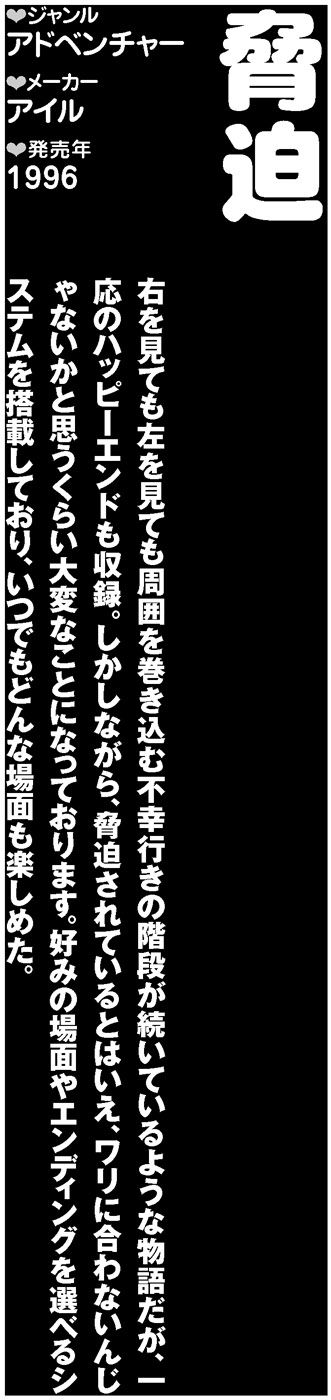 脅迫
❤ジャンル
アドベンチャー
❤メーカー
アイル
❤発売年
1996
右を見ても左を見ても周囲を巻き込む不幸行きの階段が続いているような物語だが、一
応のハッピーエンドも収録。しかしながら、脅迫されているとはいえ、ワリに合わないんじ
ゃないかと思うくらい大変なことになっております。好みの場面やエンディングを選べるシ
ステムを搭載しており、いつでもどんな場面も楽しめた。